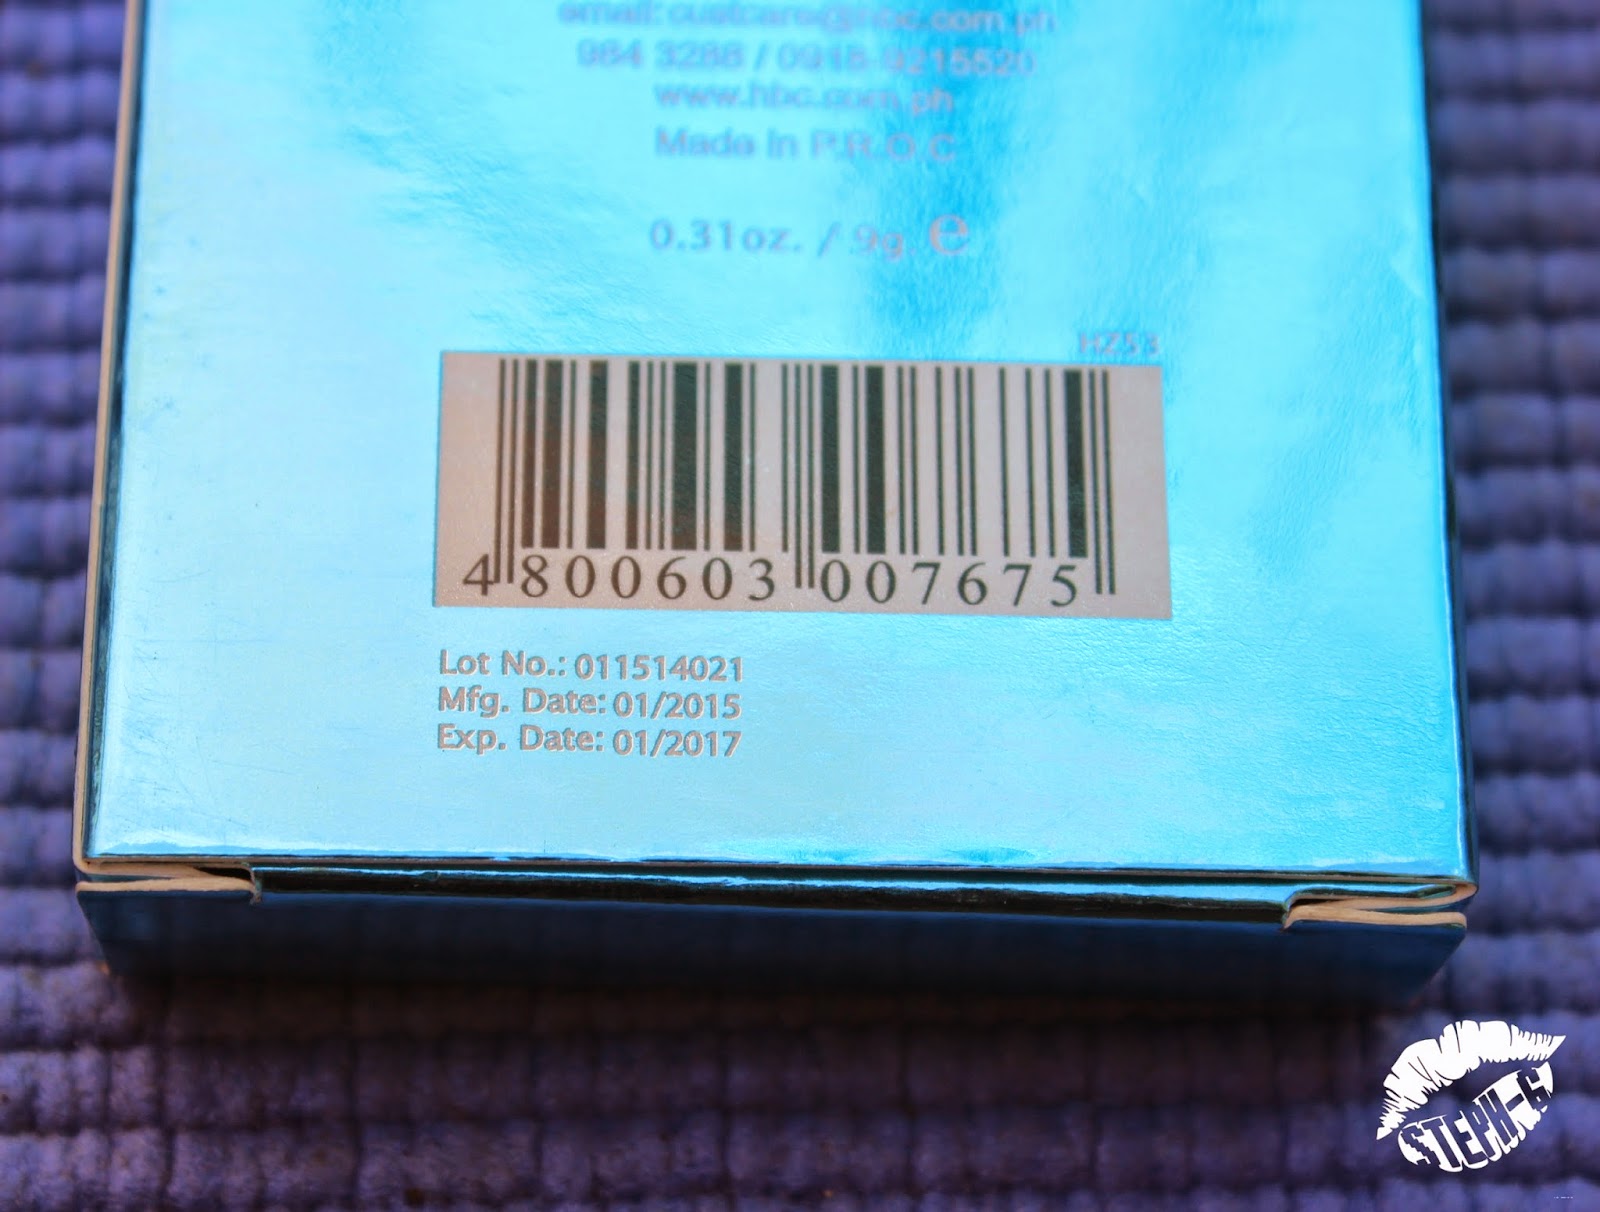 email: custcare@hbc.com.ph
984 3288 / 0918-9215520
www.hbc.com.ph
Made In P.R.O.C
0.31oz. / 9g. e
HZ53
4 800603 007675
Lot No.: 011514021
Mfg. Date: 01/2015
Exp. Date: 01/2017
STEPH-G